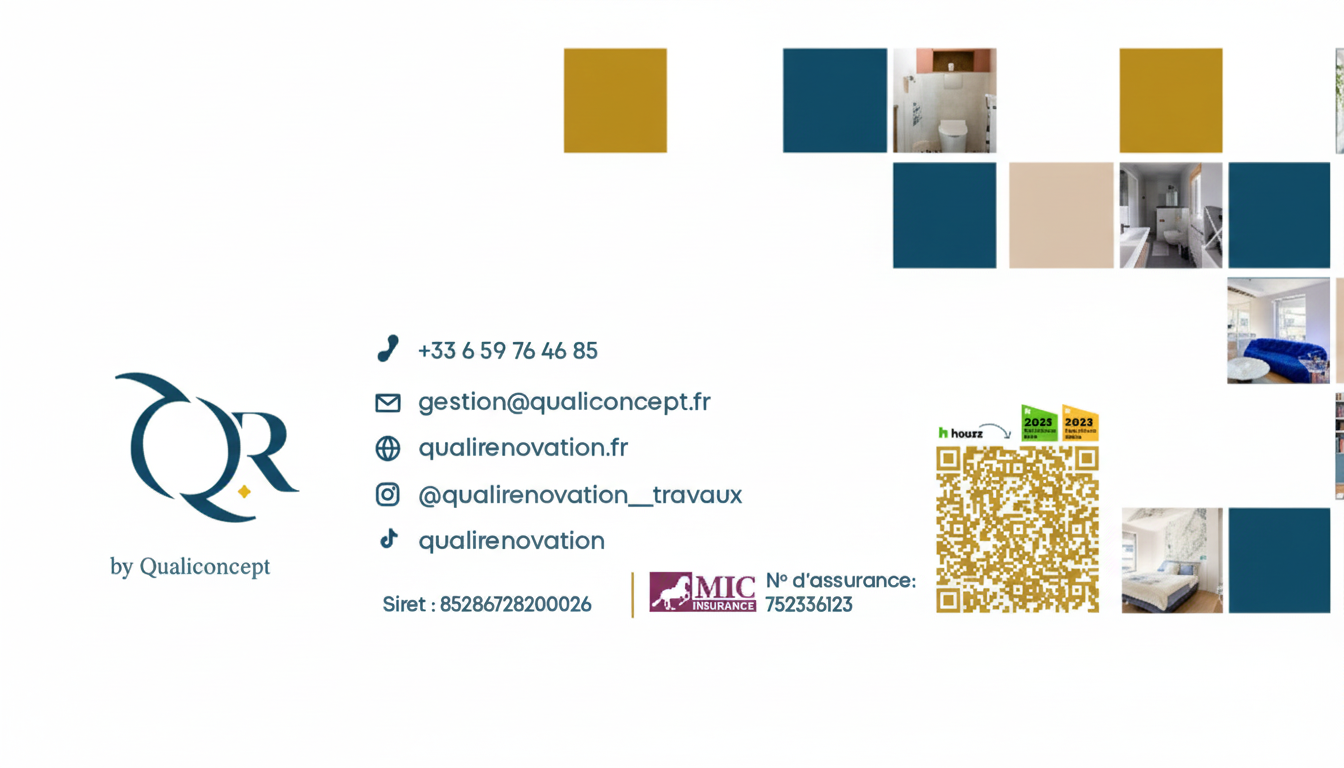 +33 6 59 76 46 85
gestion@qualiconcept.fr
qualirenovation.fr
@qualirenovation__travaux
qualirenovation
QR
by Qualiconcept
Siret : 85286728200026
MIC
INSURANCE
N° d'assurance:
752336123
houzz
2025
2023